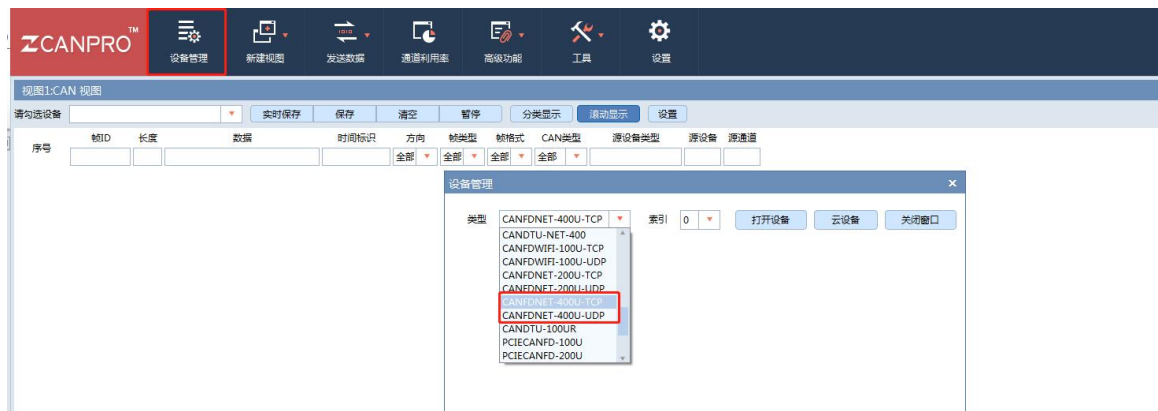 ZCANPRO™
设备管理 新建视图 发送数据 通道利用率 高级功能 工具 设置
视图1:CAN 视图
请勾选设备 实时保存 保存 清空 暂停 分类显示 滚动显示 设置
序号 帧ID 长度 数据 时间标识 方向 帧类型 帧格式 CAN类型 源设备类型 源设备 源通道
全部 全部 全部 全部
设备管理 ×
类型 CANFDNET-400U-TCP 索引 0 打开设备 云设备 关闭窗口
CANDTU-NET-400
CANFDWIFI-100U-TCP
CANFDWIFI-100U-UDP
CANFDNET-200U-TCP
CANFDNET-200U-UDP
CANFDNET-400U-TCP
CANFDNET-400U-UDP
CANDTU-100UR
PCIECANFD-100U
PCIECANFD-200U